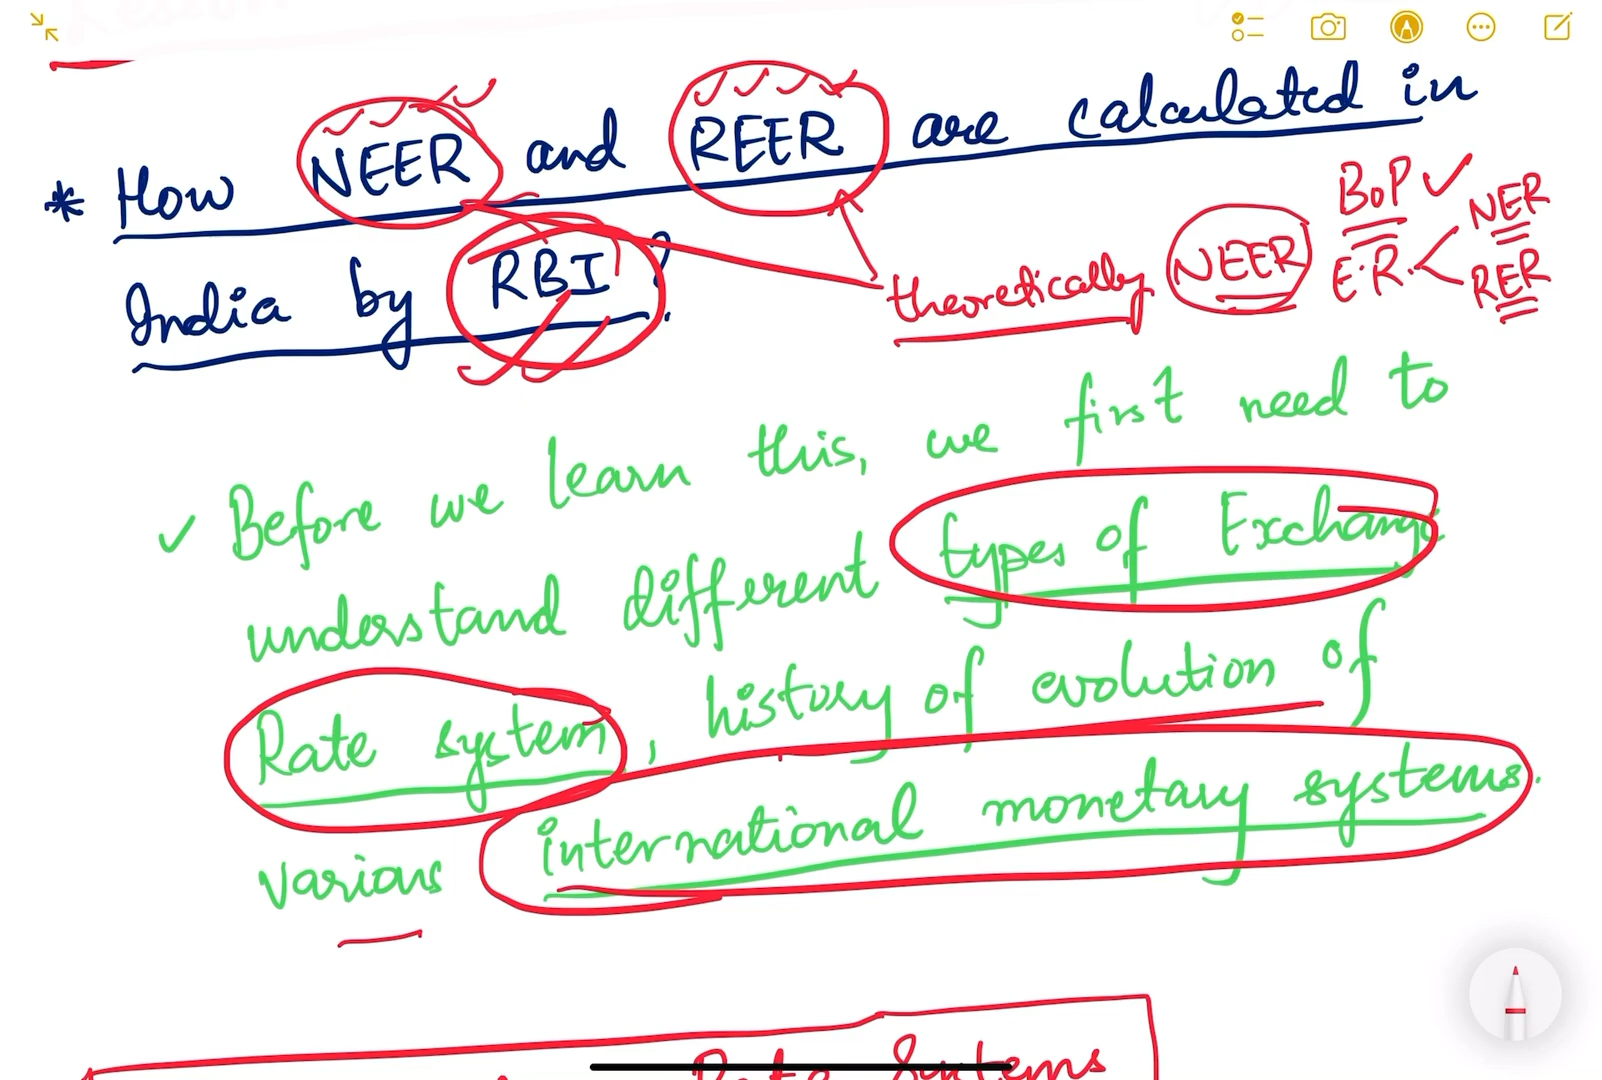 * How NEER and REER are calculated in
India by RBI ?
theoretically NEER
BoP ✓
E.R. < NER
RER
✓ Before we learn this, we first need to
understand different types of Exchange
Rate system, history of evolution of
various international monetary systems.
Rate Systems